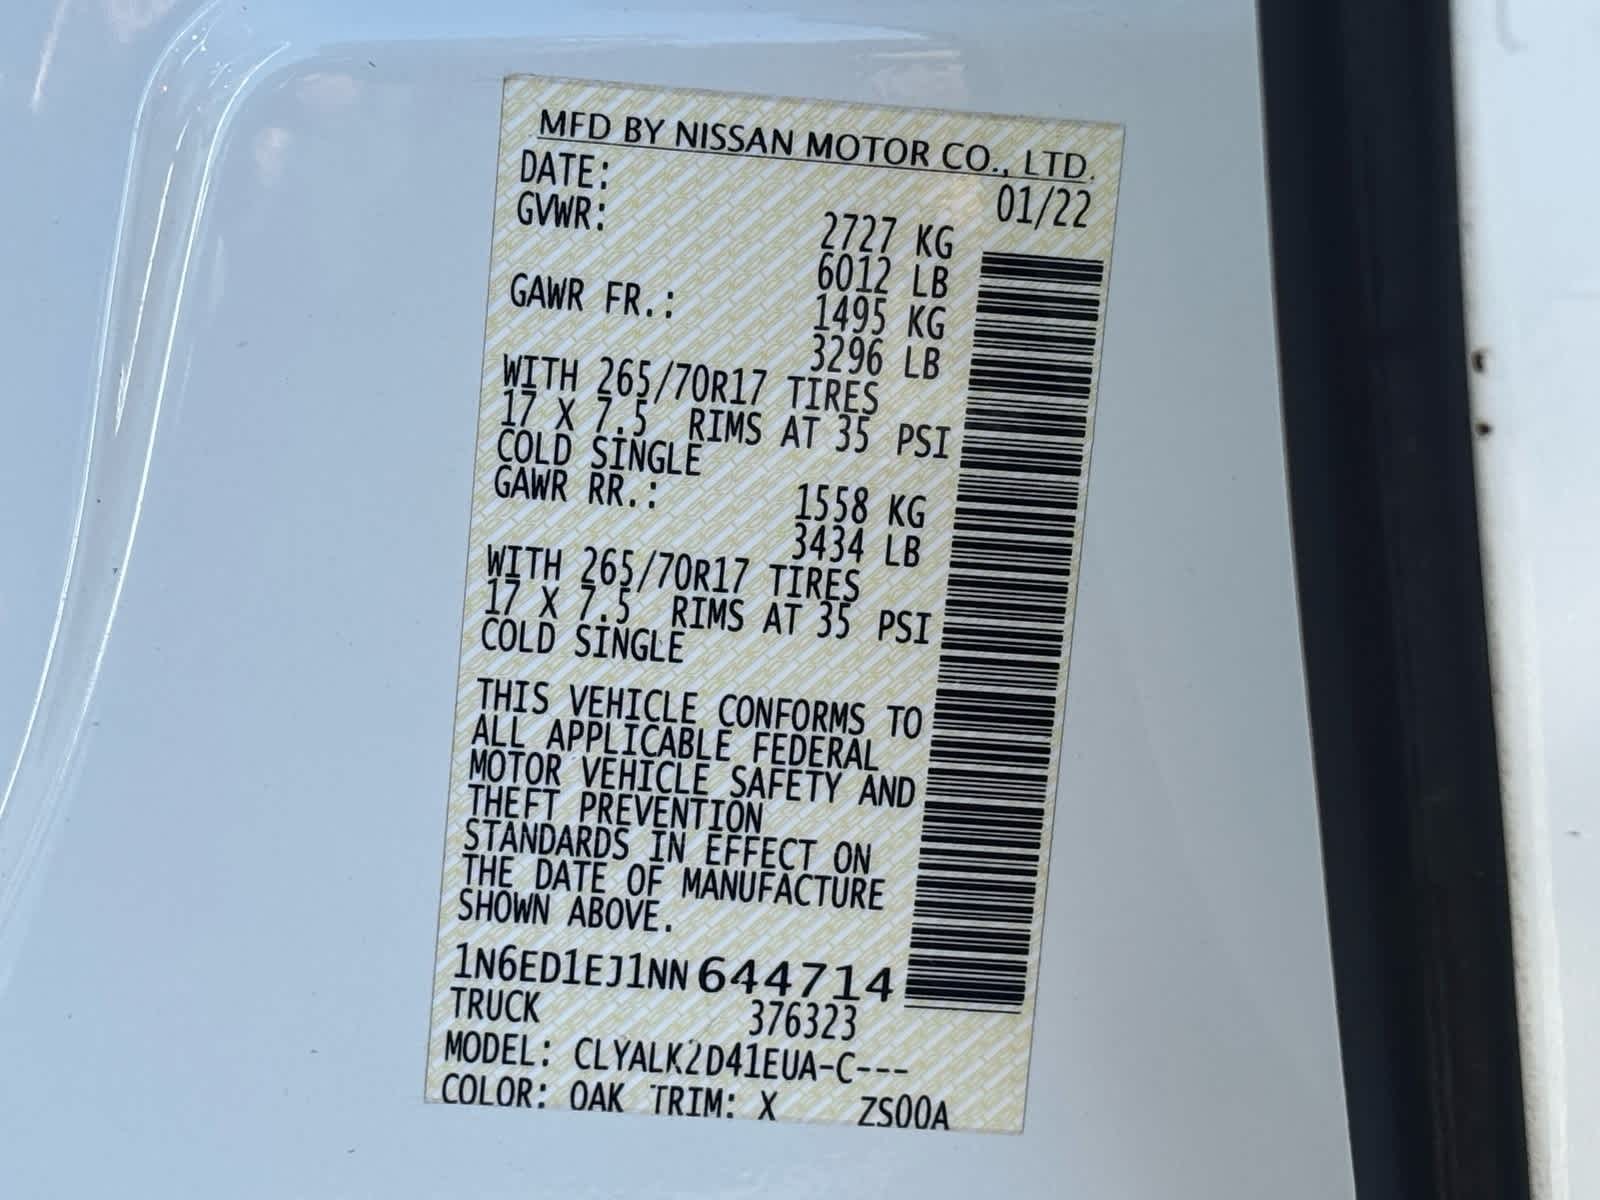 MFD BY NISSAN MOTOR CO., LTD.
DATE: 01/22
GVWR: 2727 KG
6012 LB
GAWR FR.: 1495 KG
3296 LB
WITH 265/70R17 TIRES
17 X 7.5 RIMS AT 35 PSI
COLD SINGLE
GAWR RR.: 1558 KG
3434 LB
WITH 265/70R17 TIRES
17 X 7.5 RIMS AT 35 PSI
COLD SINGLE
THIS VEHICLE CONFORMS TO
ALL APPLICABLE FEDERAL
MOTOR VEHICLE SAFETY AND
THEFT PREVENTION
STANDARDS IN EFFECT ON
THE DATE OF MANUFACTURE
SHOWN ABOVE.
1N6ED1EJ1NN644714
TRUCK 376323
MODEL: CLYALK2D41EUA-C---
COLOR: QAK TRIM: X ZS00A